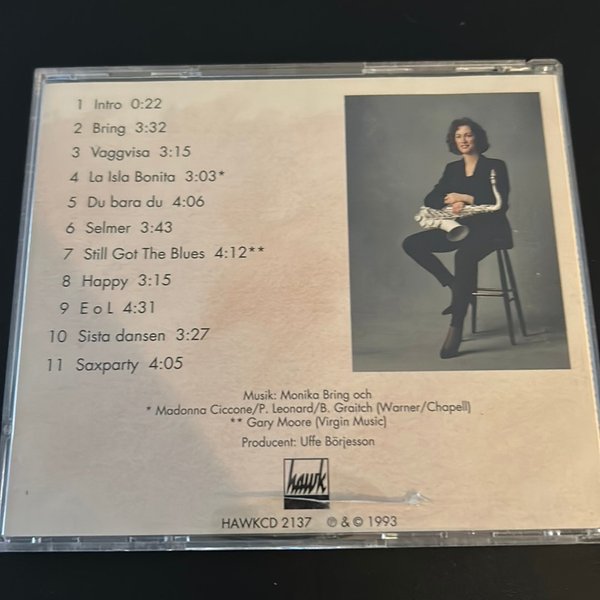 1 Intro 0:22
2 Bring 3:32
3 Vaggvisa 3:15
4 La Isla Bonita 3:03*
5 Du bara du 4:06
6 Selmer 3:43
7 Still Got The Blues 4:12**
8 Happy 3:15
9 E o L 4:31
10 Sista dansen 3:27
11 Saxparty 4:05
Musik: Monika Bring och
* Madonna Ciccone/P. Leonard/B. Graitch (Warner/Chapell)
** Gary Moore (Virgin Music)
Producent: Uffe Börjesson
hawk
HAWKCD 2137 ℗ & © 1993